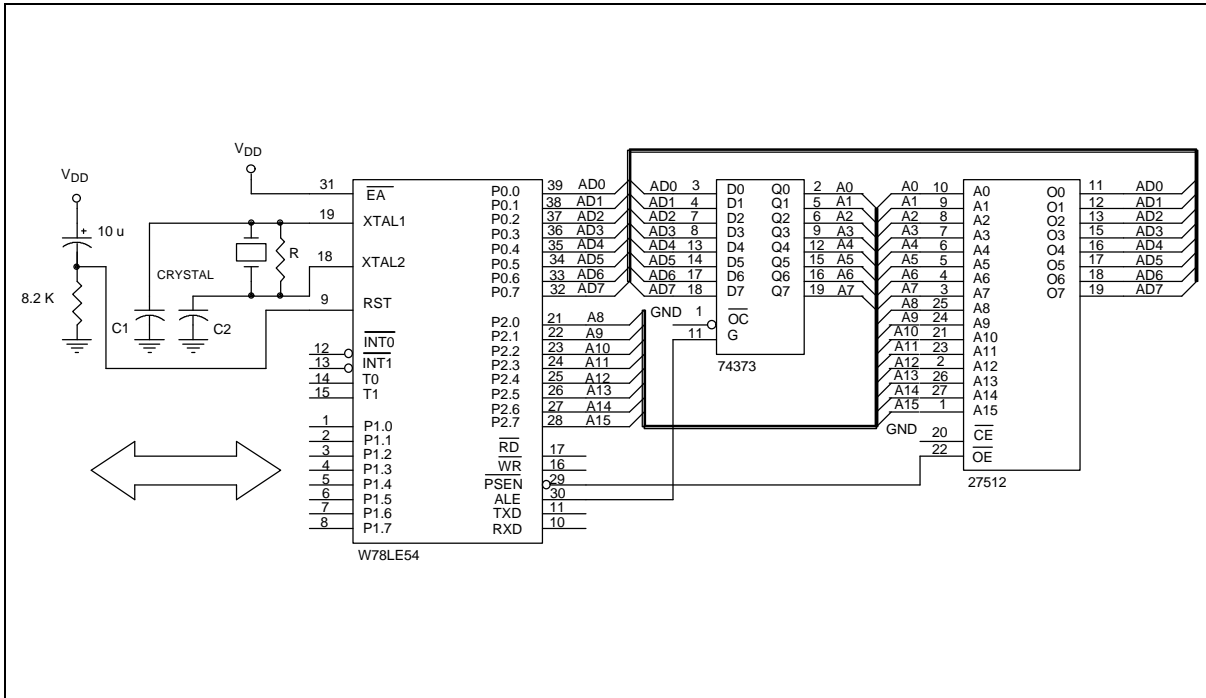 VDD
10 u
8.2 K
VDD
CRYSTAL
C1
C2
R
31 EA
19 XTAL1
18 XTAL2
9 RST
12 INT0
13 INT1
14 T0
15 T1
1 P1.0
2 P1.1
3 P1.2
4 P1.3
5 P1.4
6 P1.5
7 P1.6
8 P1.7
P0.0 39 AD0
P0.1 38 AD1
P0.2 37 AD2
P0.3 36 AD3
P0.4 35 AD4
P0.5 34 AD5
P0.6 33 AD6
P0.7 32 AD7
P2.0 21 A8
P2.1 22 A9
P2.2 23 A10
P2.3 24 A11
P2.4 25 A12
P2.5 26 A13
P2.6 27 A14
P2.7 28 A15
RD 17
WR 16
PSEN 29
ALE 30
TXD 11
RXD 10
W78LE54
AD0 3 D0 Q0 2 A0
AD1 4 D1 Q1 5 A1
AD2 7 D2 Q2 6 A2
AD3 8 D3 Q3 9 A3
AD4 13 D4 Q4 12 A4
AD5 14 D5 Q5 15 A5
AD6 17 D6 Q6 16 A6
AD7 18 D7 Q7 19 A7
GND 1 OC
11 G
74373
A0 10 A0
A1 9 A1
A2 8 A2
A3 7 A3
A4 6 A4
A5 5 A5
A6 4 A6
A7 3 A7
A8 25 A8
A9 24 A9
A10 21 A10
A11 23 A11
A12 2 A12
A13 26 A13
A14 27 A14
A15 1 A15
GND 20 CE
22 OE
O0 11 AD0
O1 12 AD1
O2 13 AD2
O3 15 AD3
O4 16 AD4
O5 17 AD5
O6 18 AD6
O7 19 AD7
27512